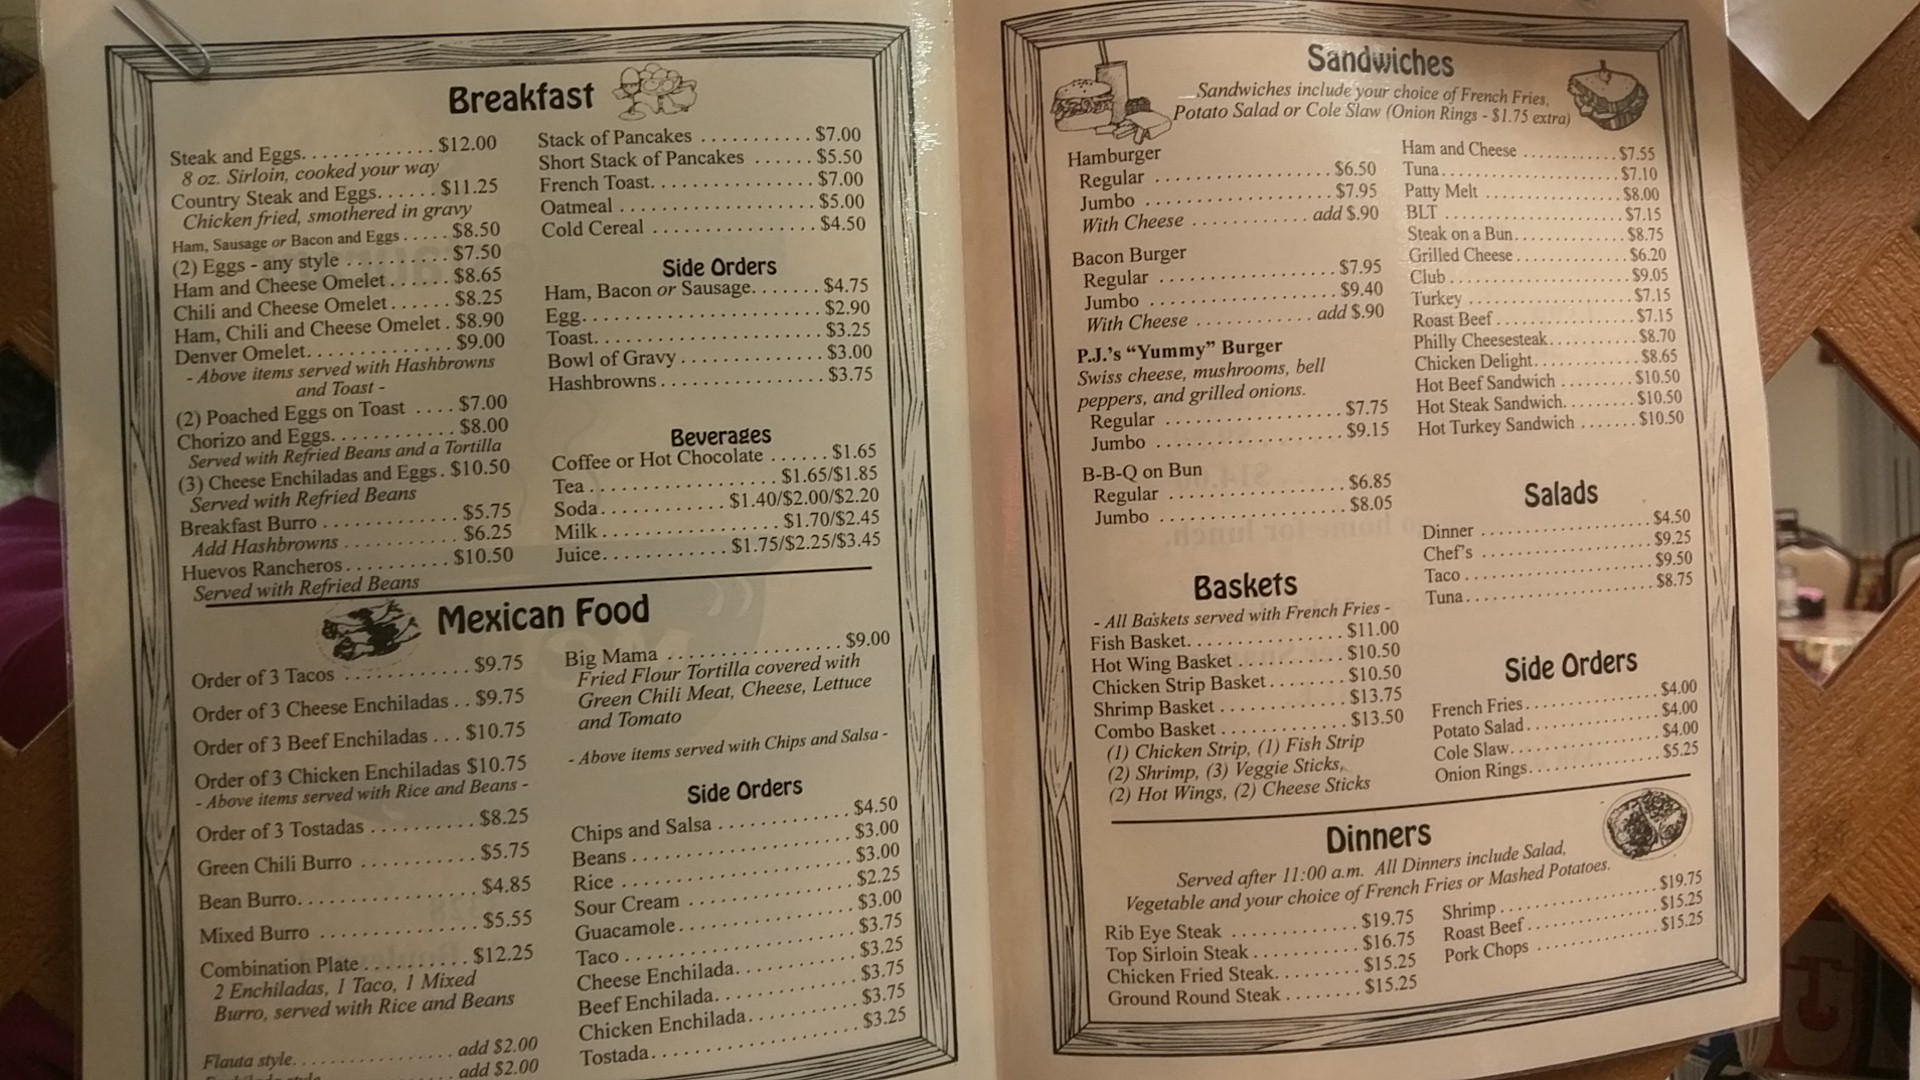 Breakfast
Steak and Eggs. . . . . . . . . . . . . $12.00
8 oz. Sirloin, cooked your way
Country Steak and Eggs. . . . . . $11.25
Chicken fried, smothered in gravy
Ham, Sausage or Bacon and Eggs . . . . . $8.50
(2) Eggs - any style . . . . . . . . . . $7.50
Ham and Cheese Omelet . . . . . . $8.65
Chili and Cheese Omelet . . . . . . $8.25
Ham, Chili and Cheese Omelet . $8.90
Denver Omelet. . . . . . . . . . . . . . $9.00
- Above items served with Hashbrowns
and Toast -
(2) Poached Eggs on Toast . . . . $7.00
Chorizo and Eggs. . . . . . . . . . . . $8.00
Served with Refried Beans and a Tortilla
(3) Cheese Enchiladas and Eggs . $10.50
Served with Refried Beans
Breakfast Burro . . . . . . . . . . . . . $5.75
Add Hashbrowns . . . . . . . . . . . $6.25
Huevos Rancheros . . . . . . . . . . $10.50
Served with Refried Beans
Stack of Pancakes . . . . . . . . . . . $7.00
Short Stack of Pancakes . . . . . . $5.50
French Toast. . . . . . . . . . . . . . . . $7.00
Oatmeal . . . . . . . . . . . . . . . . . . . $5.00
Cold Cereal . . . . . . . . . . . . . . . . $4.50
Side Orders
Ham, Bacon or Sausage. . . . . . . $4.75
Egg. . . . . . . . . . . . . . . . . . . . . . . $2.90
Toast. . . . . . . . . . . . . . . . . . . . . . $3.25
Bowl of Gravy . . . . . . . . . . . . . . $3.00
Hashbrowns . . . . . . . . . . . . . . . . $3.75
Beverages
Coffee or Hot Chocolate . . . . . . $1.65
Tea . . . . . . . . . . . . . . . . . . $1.65/$1.85
Soda . . . . . . . . . . . . $1.40/$2.00/$2.20
Milk . . . . . . . . . . . . . . . . . $1.70/$2.45
Juice. . . . . . . . . . . . $1.75/$2.25/$3.45
Mexican Food
Order of 3 Tacos . . . . . . . . . . . . $9.75
Order of 3 Cheese Enchiladas . . $9.75
Order of 3 Beef Enchiladas . . . $10.75
Order of 3 Chicken Enchiladas $10.75
- Above items served with Rice and Beans -
Order of 3 Tostadas . . . . . . . . . . $8.25
Green Chili Burro . . . . . . . . . . . $5.75
Bean Burro. . . . . . . . . . . . . . . . . $4.85
Mixed Burro . . . . . . . . . . . . . . . $5.55
Combination Plate . . . . . . . . . . $12.25
2 Enchiladas, 1 Taco, 1 Mixed
Burro, served with Rice and Beans
Flauta style. . . . . . . . . . . . . . . . add $2.00
add $2.00
Big Mama . . . . . . . . . . . . . . . . . $9.00
Fried Flour Tortilla covered with
Green Chili Meat, Cheese, Lettuce
and Tomato
- Above items served with Chips and Salsa -
Side Orders
Chips and Salsa . . . . . . . . . . . . . $4.50
Beans . . . . . . . . . . . . . . . . . . . . . $3.00
Rice . . . . . . . . . . . . . . . . . . . . . . $3.00
Sour Cream . . . . . . . . . . . . . . . . $2.25
Guacamole . . . . . . . . . . . . . . . . . $3.00
Taco . . . . . . . . . . . . . . . . . . . . . . $3.75
Cheese Enchilada. . . . . . . . . . . . $3.25
Beef Enchilada. . . . . . . . . . . . . . $3.75
Chicken Enchilada . . . . . . . . . . . $3.75
Tostada . . . . . . . . . . . . . . . . . . . . $3.25
Sandwiches
Sandwiches include your choice of French Fries,
Potato Salad or Cole Slaw (Onion Rings - $1.75 extra)
Hamburger
Regular . . . . . . . . . . . . . . . . . . $6.50
Jumbo . . . . . . . . . . . . . . . . . . . $7.95
With Cheese . . . . . . . . . . . . add $.90
Bacon Burger
Regular . . . . . . . . . . . . . . . . . . $7.95
Jumbo . . . . . . . . . . . . . . . . . . . $9.40
With Cheese . . . . . . . . . . . . add $.90
P.J.'s "Yummy" Burger
Swiss cheese, mushrooms, bell
peppers, and grilled onions.
Regular . . . . . . . . . . . . . . . . . . $7.75
Jumbo . . . . . . . . . . . . . . . . . . . $9.15
B-B-Q on Bun
Regular . . . . . . . . . . . . . . . . . . $6.85
Jumbo . . . . . . . . . . . . . . . . . . . $8.05
Ham and Cheese . . . . . . . . . . . . $7.55
Tuna . . . . . . . . . . . . . . . . . . . . . . $7.10
Patty Melt . . . . . . . . . . . . . . . . . $8.00
BLT . . . . . . . . . . . . . . . . . . . . . . $7.15
Steak on a Bun. . . . . . . . . . . . . . $8.75
Grilled Cheese . . . . . . . . . . . . . . $6.20
Club . . . . . . . . . . . . . . . . . . . . . . $9.05
Turkey . . . . . . . . . . . . . . . . . . . . $7.15
Roast Beef . . . . . . . . . . . . . . . . . $7.15
Philly Cheesesteak. . . . . . . . . . . $8.70
Chicken Delight. . . . . . . . . . . . . $8.65
Hot Beef Sandwich . . . . . . . . . $10.50
Hot Steak Sandwich. . . . . . . . . $10.50
Hot Turkey Sandwich . . . . . . . $10.50
Baskets
- All Baskets served with French Fries -
Fish Basket. . . . . . . . . . . . . . . . $11.00
Hot Wing Basket . . . . . . . . . . . $10.50
Chicken Strip Basket . . . . . . . . $10.50
Shrimp Basket . . . . . . . . . . . . . $13.75
Combo Basket . . . . . . . . . . . . . $13.50
(1) Chicken Strip, (1) Fish Strip
(2) Shrimp, (3) Veggie Sticks,
(2) Hot Wings, (2) Cheese Sticks
Salads
Dinner . . . . . . . . . . . . . . . . . . . . $4.50
Chef's . . . . . . . . . . . . . . . . . . . . $9.25
Taco . . . . . . . . . . . . . . . . . . . . . . $9.50
Tuna . . . . . . . . . . . . . . . . . . . . . . $8.75
Side Orders
French Fries . . . . . . . . . . . . . . . . $4.00
Potato Salad . . . . . . . . . . . . . . . . $4.00
Cole Slaw. . . . . . . . . . . . . . . . . . $4.00
Onion Rings. . . . . . . . . . . . . . . . $5.25
Dinners
Served after 11:00 a.m. All Dinners include Salad,
Vegetable and your choice of French Fries or Mashed Potatoes.
Rib Eye Steak . . . . . . . . . . . . . $19.75
Top Sirloin Steak . . . . . . . . . . . $16.75
Chicken Fried Steak. . . . . . . . . $15.25
Ground Round Steak . . . . . . . . $15.25
Shrimp . . . . . . . . . . . . . . . . . . . $19.75
Roast Beef . . . . . . . . . . . . . . . . $15.25
Pork Chops . . . . . . . . . . . . . . . $15.25